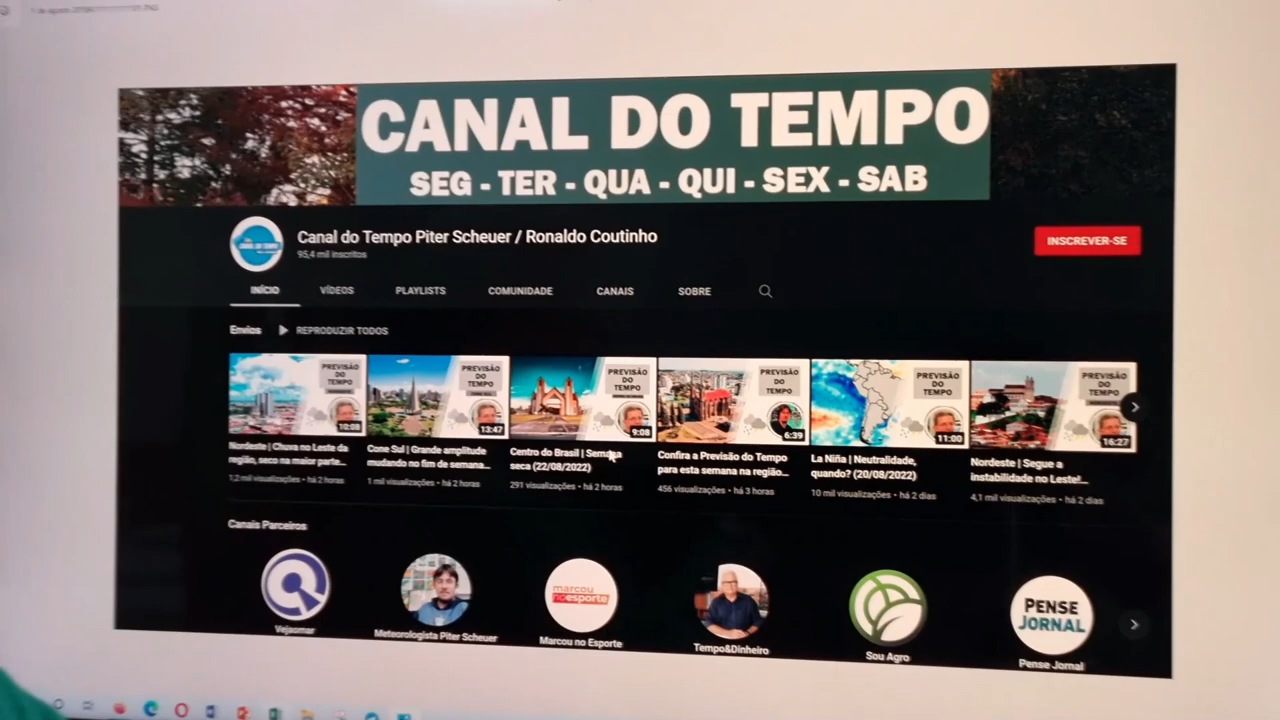 CANAL DO TEMPO
SEG - TER - QUA - QUI - SEX - SAB
Canal do Tempo Piter Scheuer / Ronaldo Coutinho
95,4 mil inscritos
INSCREVER-SE
INÍCIO VÍDEOS PLAYLISTS COMUNIDADE CANAIS SOBRE
Envios REPRODUZIR TODOS
PREVISÃO DO TEMPO
10:08
PREVISÃO DO TEMPO
13:47
PREVISÃO DO TEMPO
9:08
PREVISÃO DO TEMPO
6:39
PREVISÃO DO TEMPO
11:00
PREVISÃO DO TEMPO
16:27
Nordeste | Chuva no Leste da
região, seco na maior parte...
1,2 mil visualizações • há 2 horas
Cone Sul | Grande amplitude
mudando no fim de semana...
1 mil visualizações • há 2 horas
Centro do Brasil | Semana
seca (22/08/2022)
291 visualizações • há 2 horas
Confira a Previsão do Tempo
para esta semana na região...
456 visualizações • há 3 horas
La Niña | Neutralidade,
quando? (20/08/2022)
10 mil visualizações • há 2 dias
Nordeste | Segue a
instabilidade no Leste!...
4,1 mil visualizações • há 2 dias
Canais Parceiros
marcou
noesporte
PENSE
JORNAL
Vejaomar
Meteorologista Piter Scheuer
Marcou no Esporte
Tempo&Dinheiro
Sou Agro
Pense Jornal